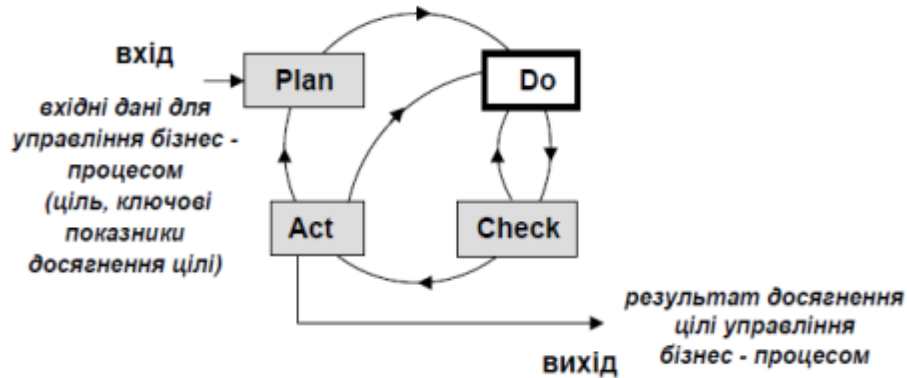 вхід
Plan
Do
вхідні дані для
управління бізнес -
процесом
(ціль, ключові
показники
досягнення цілі)
Act
Check
результат досягнення
цілі управління
бізнес - процесом
вихід